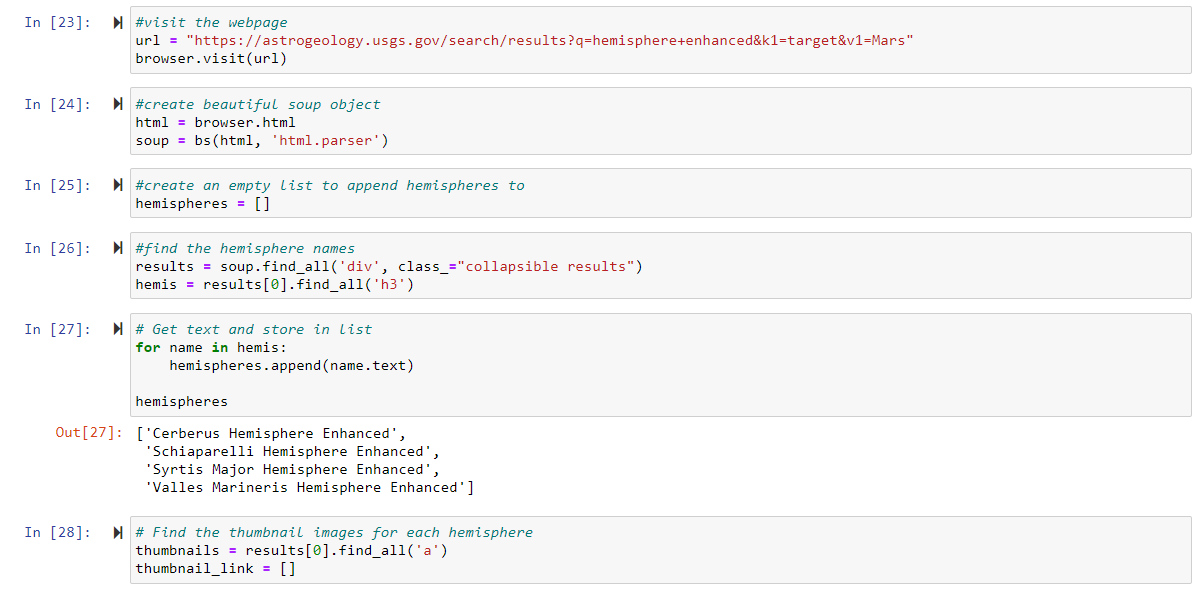 In [23]: #visit the webpage
url = "https://astrogeology.usgs.gov/search/results?q=hemisphere+enhanced&k1=target&v1=Mars"
browser.visit(url)
In [24]: #create beautiful soup object
html = browser.html
soup = bs(html, 'html.parser')
In [25]: #create an empty list to append hemispheres to
hemispheres = []
In [26]: #find the hemisphere names
results = soup.find_all('div', class_="collapsible results")
hemis = results[0].find_all('h3')
In [27]: # Get text and store in list
for name in hemis:
    hemispheres.append(name.text)
hemispheres
Out[27]: ['Cerberus Hemisphere Enhanced',
'Schiaparelli Hemisphere Enhanced',
'Syrtis Major Hemisphere Enhanced',
'Valles Marineris Hemisphere Enhanced']
In [28]: # Find the thumbnail images for each hemisphere
thumbnails = results[0].find_all('a')
thumbnail_link = []